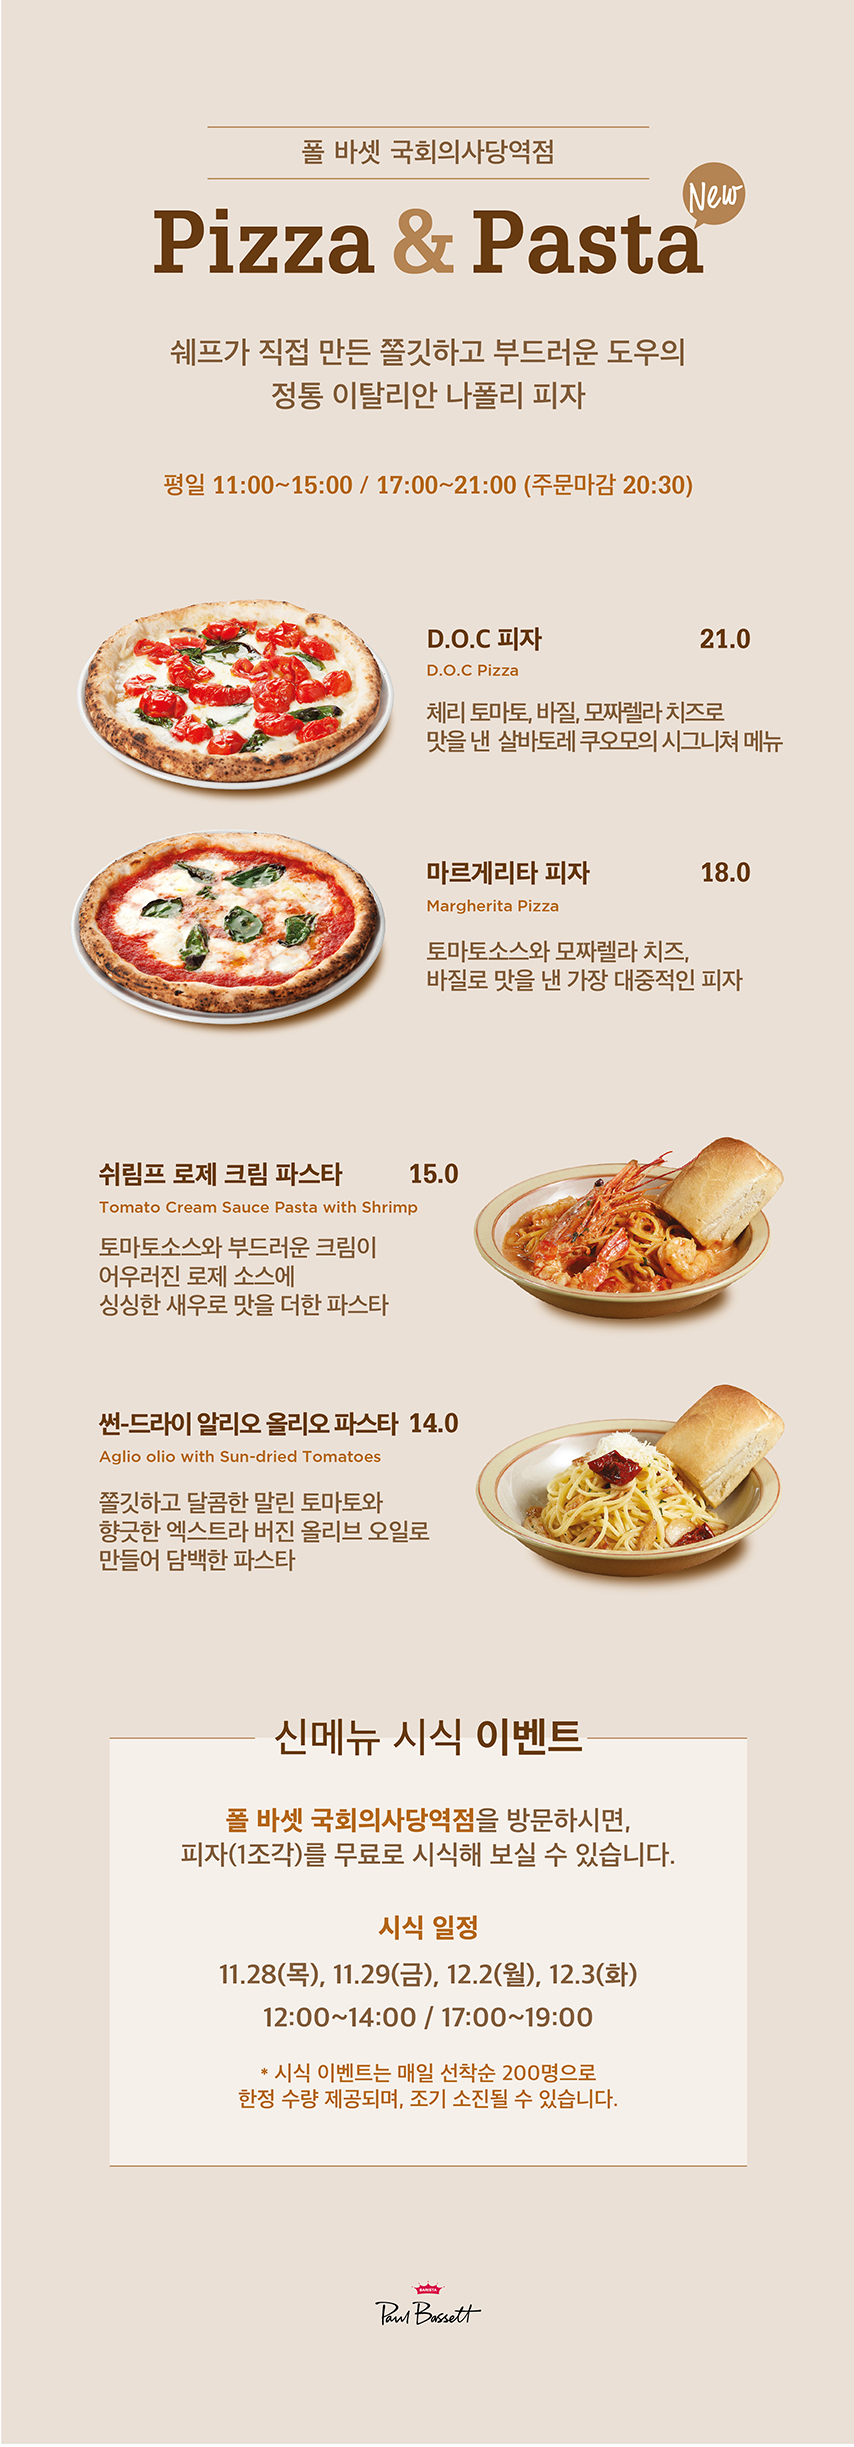 폴 바셋 국회의사당역점
Pizza & Pasta
New
쉐프가 직접 만든 쫄깃하고 부드러운 도우의
정통 이탈리안 나폴리 피자
평일 11:00~15:00 / 17:00~21:00 (주문마감 20:30)
D.O.C 피자 21.0
D.O.C Pizza
체리 토마토, 바질, 모짜렐라 치즈로
맛을 낸 살바토레 쿠오모의 시그니쳐 메뉴
마르게리타 피자 18.0
Margherita Pizza
토마토소스와 모짜렐라 치즈,
바질로 맛을 낸 가장 대중적인 피자
쉬림프 로제 크림 파스타 15.0
Tomato Cream Sauce Pasta with Shrimp
토마토소스와 부드러운 크림이
어우러진 로제 소스에
싱싱한 새우로 맛을 더한 파스타
썬-드라이 알리오 올리오 파스타 14.0
Aglio olio with Sun-dried Tomatoes
쫄깃하고 달콤한 말린 토마토와
향긋한 엑스트라 버진 올리브 오일로
만들어 담백한 파스타
신메뉴 시식 이벤트
폴 바셋 국회의사당역점을 방문하시면,
피자(1조각)를 무료로 시식해 보실 수 있습니다.
시식 일정
11.28(목), 11.29(금), 12.2(월), 12.3(화)
12:00~14:00 / 17:00~19:00
* 시식 이벤트는 매일 선착순 200명으로
한정 수량 제공되며, 조기 소진될 수 있습니다.
BARISTA
Paul Bassett